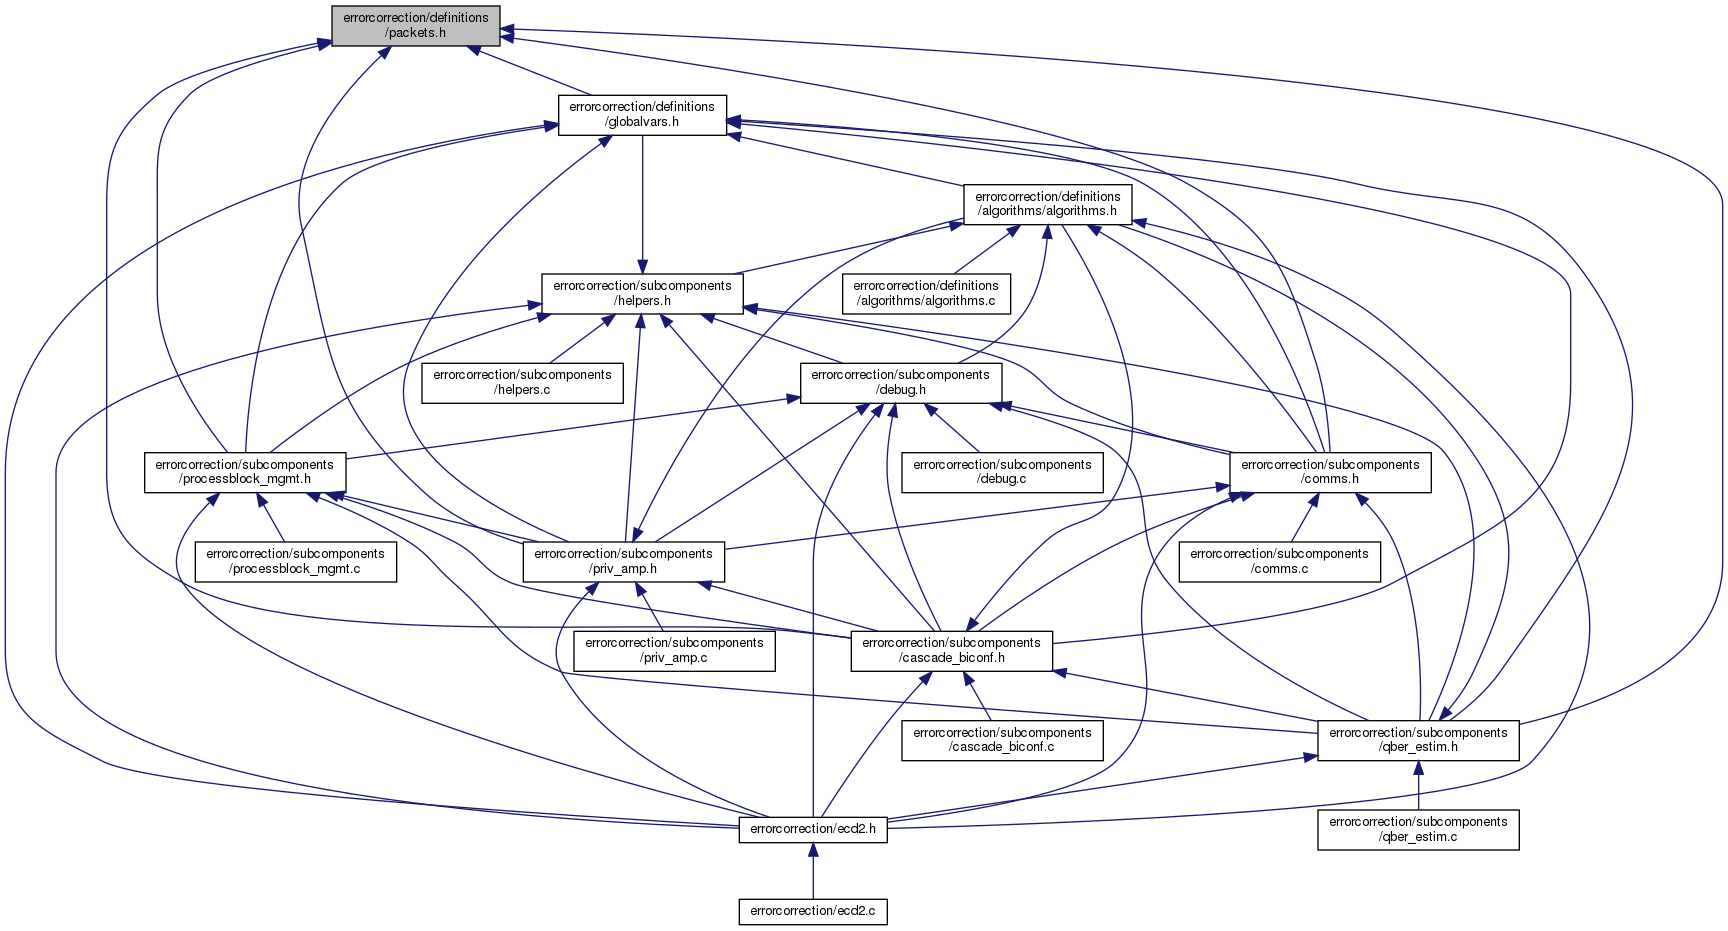 errorcorrection/definitions
/packets.h
errorcorrection/definitions
/globalvars.h
errorcorrection/definitions
/algorithms/algorithms.h
errorcorrection/subcomponents
/helpers.h
errorcorrection/definitions
/algorithms/algorithms.c
errorcorrection/subcomponents
/helpers.c
errorcorrection/subcomponents
/debug.h
errorcorrection/subcomponents
/processblock_mgmt.h
errorcorrection/subcomponents
/debug.c
errorcorrection/subcomponents
/comms.h
errorcorrection/subcomponents
/processblock_mgmt.c
errorcorrection/subcomponents
/priv_amp.h
errorcorrection/subcomponents
/comms.c
errorcorrection/subcomponents
/priv_amp.c
errorcorrection/subcomponents
/cascade_biconf.h
errorcorrection/subcomponents
/cascade_biconf.c
errorcorrection/subcomponents
/qber_estim.h
errorcorrection/ecd2.h
errorcorrection/subcomponents
/qber_estim.c
errorcorrection/ecd2.c